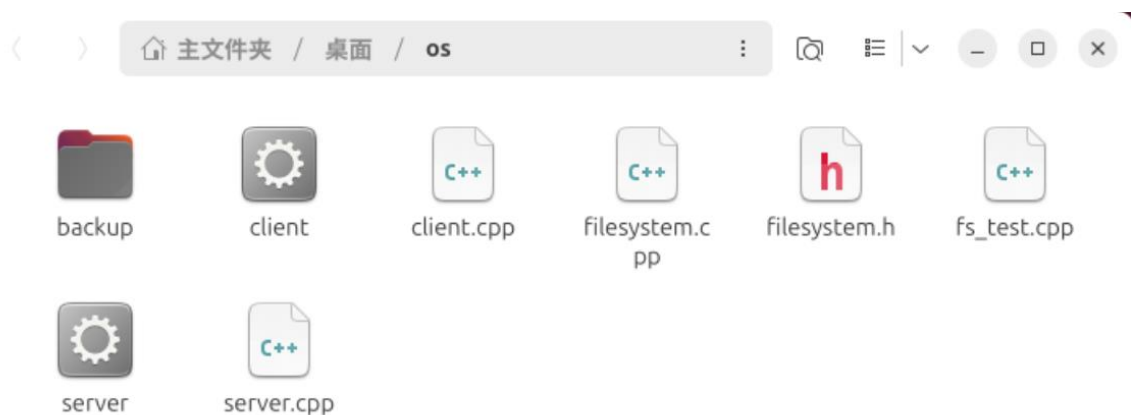 主文件夹 / 桌面 / os
C++ C++ h C++
backup client client.cpp filesystem.c filesystem.h fs_test.cpp
pp
C++
server server.cpp